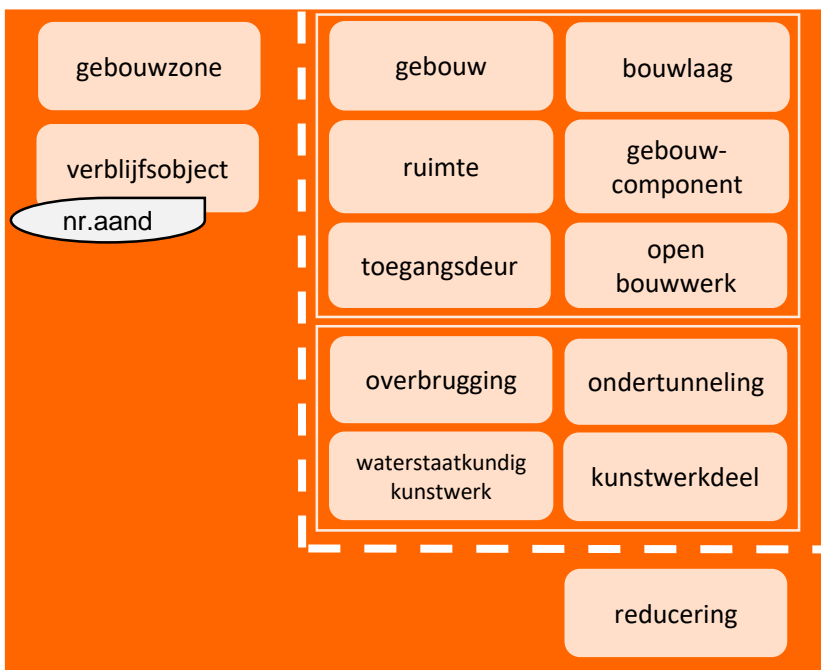 gebouwzone
verblijfsobject
nr.aand
gebouw
bouwlaag
ruimte
gebouw-
component
toegangsdeur
open
bouwwerk
overbrugging
ondertunneling
waterstaatkundig
kunstwerk
kunstwerkdeel
reducering